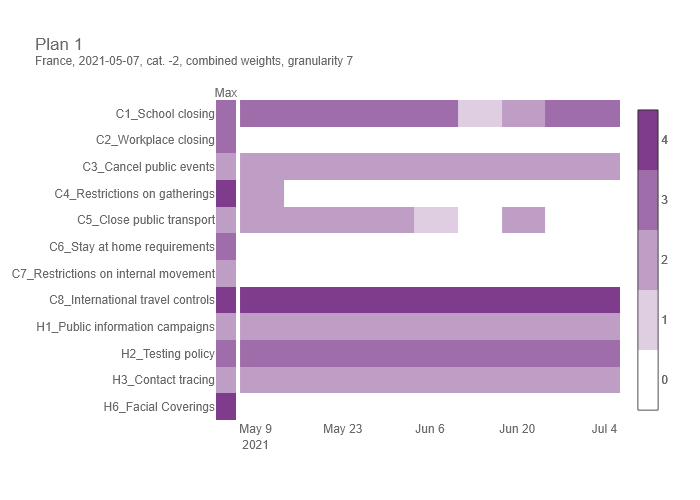 Plan 1
France, 2021-05-07, cat. -2, combined weights, granularity 7
Max
C1_School closing
C2_Workplace closing
C3_Cancel public events
C4_Restrictions on gatherings
C5_Close public transport
C6_Stay at home requirements
C7_Restrictions on internal movement
C8_International travel controls
H1_Public information campaigns
H2_Testing policy
H3_Contact tracing
H6_Facial Coverings
May 9 May 23 Jun 6 Jun 20 Jul 4
2021
4
3
2
1
0